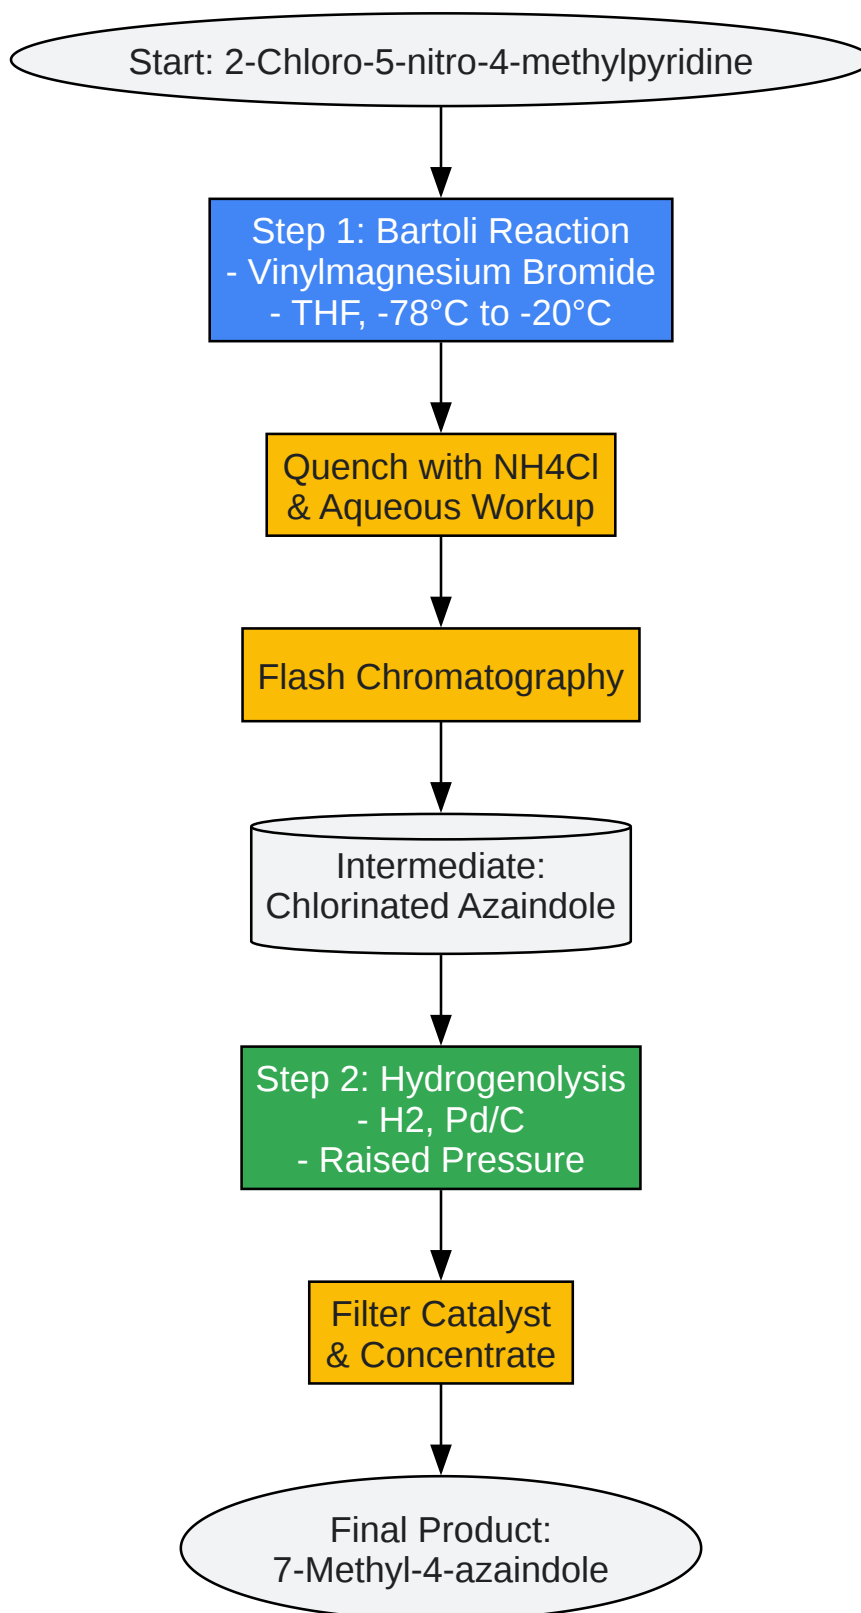 Start: 2-Chloro-5-nitro-4-methylpyridine
Step 1: Bartoli Reaction
- Vinylmagnesium Bromide
- THF, -78°C to -20°C
Quench with NH4Cl
& Aqueous Workup
Flash Chromatography
Intermediate:
Chlorinated Azaindole
Step 2: Hydrogenolysis
- H2, Pd/C
- Raised Pressure
Filter Catalyst
& Concentrate
Final Product:
7-Methyl-4-azaindole